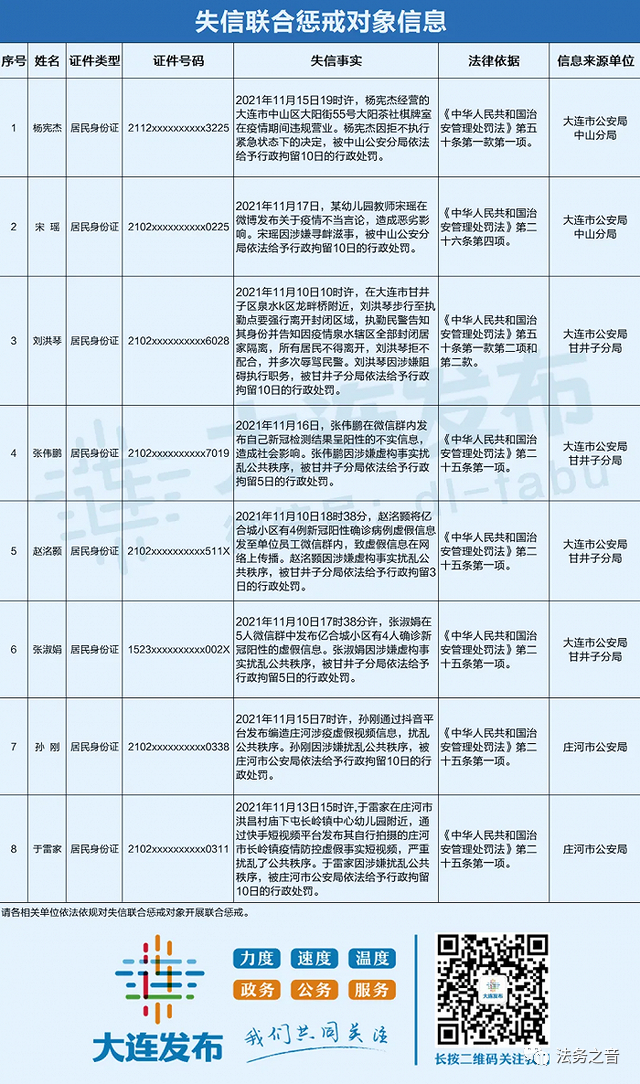 失信联合惩戒对象信息
序号 姓名 证件类型 证件号码 失信事实 法律依据 信息来源单位
1 杨宪杰 居民身份证 2112xxxxxxxxxx3225
2021年11月15日19时许，杨宪杰经营的
大连市中山区大阳街55号大阳茶社棋牌室
在疫情期间违规营业。杨宪杰因拒不执行
紧急状态下的决定，被中山公安分局依法
给予行政拘留10日的行政处罚。
《中华人民共和国治
安管理处罚法》第五
十条第一款第一项。
大连市公安局
中山分局
2 宋 瑶 居民身份证 2102xxxxxxxxxx0225
2021年11月17日，某幼儿园教师宋瑶在
微博发布关于疫情不当言论，造成恶劣影
响。宋瑶因涉嫌寻衅滋事，被中山公安分
局依法给予行政拘留10日的行政处罚。
《中华人民共和国治
安管理处罚法》第二
十六条第四项。
大连市公安局
中山分局
3 刘洪琴 居民身份证 2102xxxxxxxxxx6028
2021年11月10日10时许，在大连市甘井
子区泉水k区龙畔桥附近，刘洪琴步行至执
勤点要强行离开封闭区域，执勤民警告知
其身份并告知因疫情泉水辖区全部封闭居
家隔离，所有居民不得离开，刘洪琴拒不
配合，并多次辱骂民警。刘洪琴因涉嫌阻
碍执行职务，被甘井子分局依法给予行政
拘留10日的行政处罚。
《中华人民共和国治
安管理处罚法》第五
十条第一款第二项和
第二款。
大连市公安局
甘井子分局
4 张伟鹏 居民身份证 2102xxxxxxxxxx7019
2021年11月16日，张伟鹏在微信群内发
布自己新冠检测结果呈阳性的不实信息，
造成社会影响。张伟鹏因涉嫌虚构事实扰
乱公共秩序，被甘井子分局依法给予行政
拘留5日的行政处罚。
《中华人民共和国治
安管理处罚法》第二
十五条第一项。
大连市公安局
甘井子分局
5 赵洺颢 居民身份证 2102xxxxxxxxxx511X
2021年11月10日18时38分，赵洺颢将亿
合城小区有4例新冠阳性确诊病例虚假信息
发至单位员工微信群内，致虚假信息在网
络上传播。赵洺颢因涉嫌虚构事实扰乱公
共秩序，被甘井子分局依法给予行政拘留3
日的行政处罚。
《中华人民共和国治
安管理处罚法》第二
十五条第一项。
大连市公安局
甘井子分局
6 张淑娟 居民身份证 1523xxxxxxxxxx002X
2021年11月10日17时38分许，张淑娟在
5人微信群中发布亿合城小区有4人确诊新
冠阳性的虚假信息。张淑娟因涉嫌虚构事
实扰乱公共秩序，被甘井子分局依法给予
行政拘留5日的行政处罚。
《中华人民共和国治
安管理处罚法》第二
十五条第一项。
大连市公安局
甘井子分局
7 孙 刚 居民身份证 2102xxxxxxxxxx0338
2021年11月15日7时许，孙刚通过抖音平
台发布编造庄河涉疫虚假视频信息，扰乱
公共秩序。孙刚因涉嫌扰乱公共秩序，被
庄河市公安局依法给予行政拘留10日的行
政处罚。
《中华人民共和国治
安管理处罚法》第二
十五条第一项。
庄河市公安局
8 于雷家 居民身份证 2102xxxxxxxxxx0311
2021年11月13日15时许,于雷家在庄河市
洪昌村庙下屯长岭镇中心幼儿园附近，通
过快手短视频平台发布其自行拍摄的庄河
市长岭镇疫情防控虚假事实短视频，严重
扰乱了公共秩序。于雷家因涉嫌扰乱公共
秩序，被庄河市公安局依法给予行政拘留
10日的行政处罚。
《中华人民共和国治
安管理处罚法》第二
十五条第一项。
庄河市公安局
大连发布
dl-fabu
请各相关单位依法依规对失信联合惩戒对象开展联合惩戒。
大连发布
力度 速度 温度
政务 公务 服务
我们共同关注
大连发布
长按二维码关注
法务之音